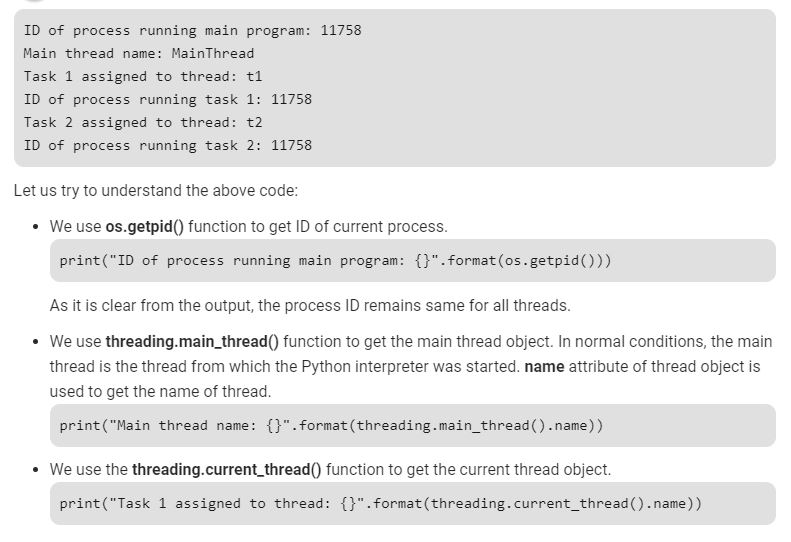 ID of process running main program: 11758
Main thread name: MainThread
Task 1 assigned to thread: t1
ID of process running task 1: 11758
Task 2 assigned to thread: t2
ID of process running task 2: 11758
Let us try to understand the above code:
• We use os.getpid() function to get ID of current process.
print("ID of process running main program: {}".format(os.getpid()))
As it is clear from the output, the process ID remains same for all threads.
• We use threading.main_thread() function to get the main thread object. In normal conditions, the main
thread is the thread from which the Python interpreter was started. name attribute of thread object is
used to get the name of thread.
print("Main thread name: {}".format(threading.main_thread().name))
• We use the threading.current_thread() function to get the current thread object.
print("Task 1 assigned to thread: {}".format(threading.current_thread().name))